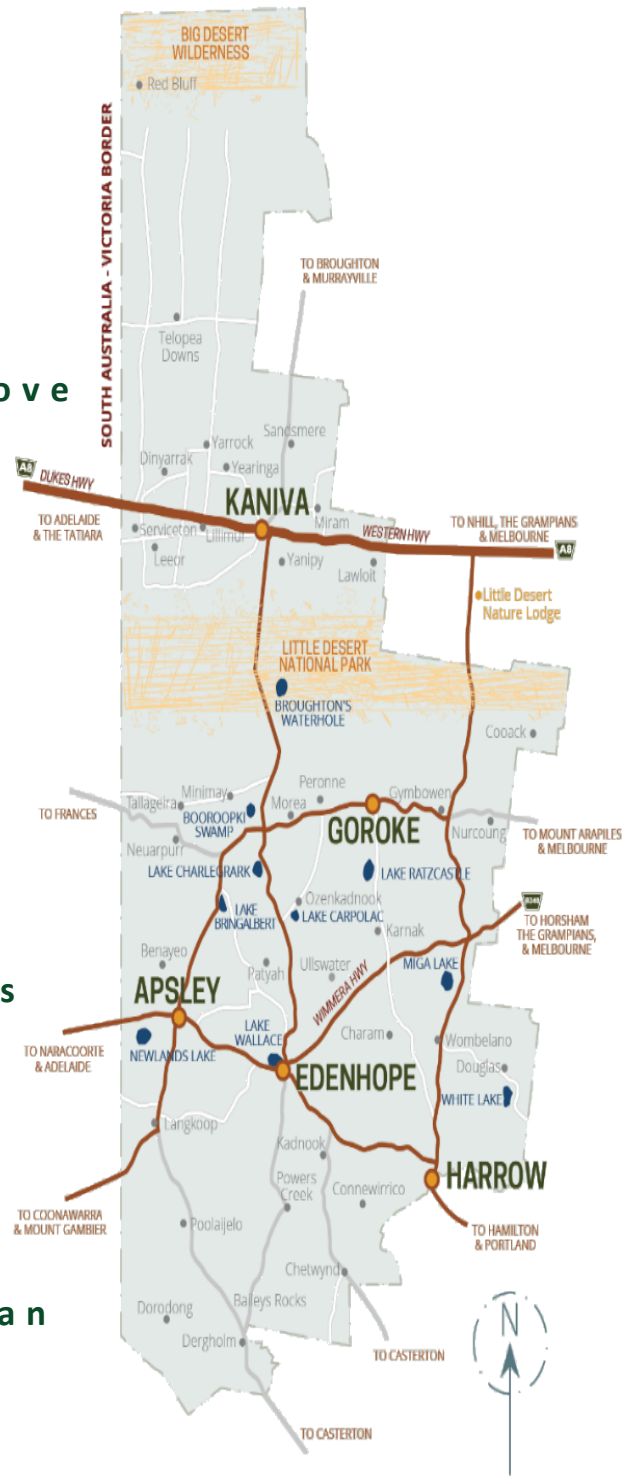 BIG DESERT
WILDERNESS
Red Bluff
SOUTH AUSTRALIA - VICTORIA BORDER
TO BROUGHTON
& MURRAYVILLE
Telopea
Downs
ove
Sandsmere
Yarrock
Dinyarrak
Yearinga
A8
DUKES HWY
KANIVA
TO ADELAIDE
& THE TATIARA
Serviceton
Lillimur
Miram
WESTERN HWY
TO NHILL, THE GRAMPIANS
& MELBOURNE
A8
Leeor
Yanipy
Lawloit
Little Desert
Nature Lodge
LITTLE DESERT
NATIONAL PARK
BROUGHTON'S
WATERHOLE
Cooack
Peronne
Minimay
Gymbowen
Tallageira
Morea
TO FRANCES
BOOROOPKI
SWAMP
GOROKE
Nurcoung
TO MOUNT ARAPILES
& MELBOURNE
Neuarpurr
LAKE CHARLEGRARK
LAKE RATZCASTLE
Ozenkadnook
LAKE
BRINGALBERT
LAKE CARPOLAC
TO HORSHAM
THE GRAMPIANS,
& MELBOURNE
Karnak
Benayeo
Patyah
Ullswater
MIGA LAKE
WIMMERA HWY
s
APSLEY
LAKE
WALLACE
Charam
Wombelano
TO NARACOORTE
& ADELAIDE
NEWLANDS LAKE
EDENHOPE
Douglas
WHITE LAKE
Langkoop
Kadnook
HARROW
Powers
Creek
Connewirrico
TO COONAWARRA
& MOUNT GAMBIER
Poolaijelo
TO HAMILTON
& PORTLAND
Chetwynd
Baileys Rocks
Dorodong
an
N
Dergholm
TO CASTERTON
TO CASTERTON